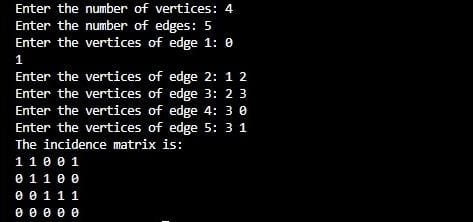 Enter the number of vertices: 4
Enter the number of edges: 5
Enter the vertices of edge 1: 0
1
Enter the vertices of edge 2: 1 2
Enter the vertices of edge 3: 2 3
Enter the vertices of edge 4: 3 0
Enter the vertices of edge 5: 3 1
The incidence matrix is:
1 1 0 0 1
0 1 1 0 0
0 0 1 1 1
0 0 0 0 0